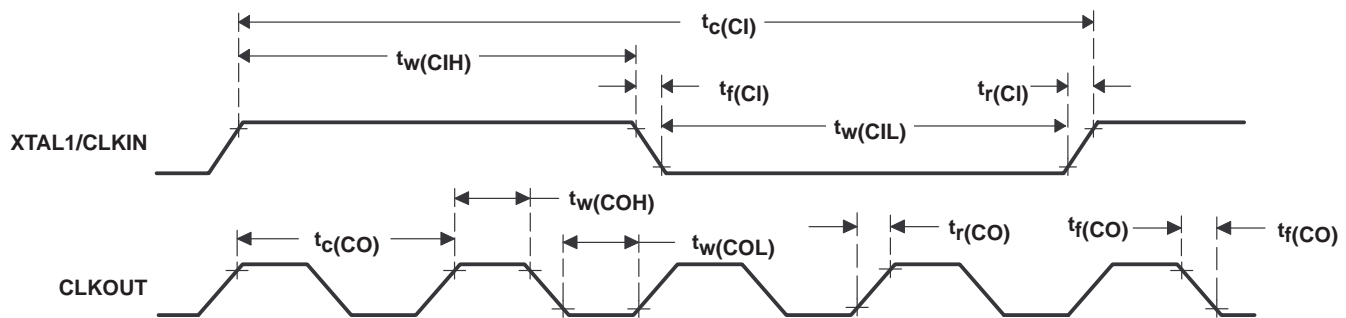 tc(CI)
tw(CIH)
tf(CI)
tr(CI)
XTAL1/CLKIN
tw(CIL)
tw(COH)
tc(CO)
tw(COL)
tr(CO)
tf(CO)
tf(CO)
CLKOUT